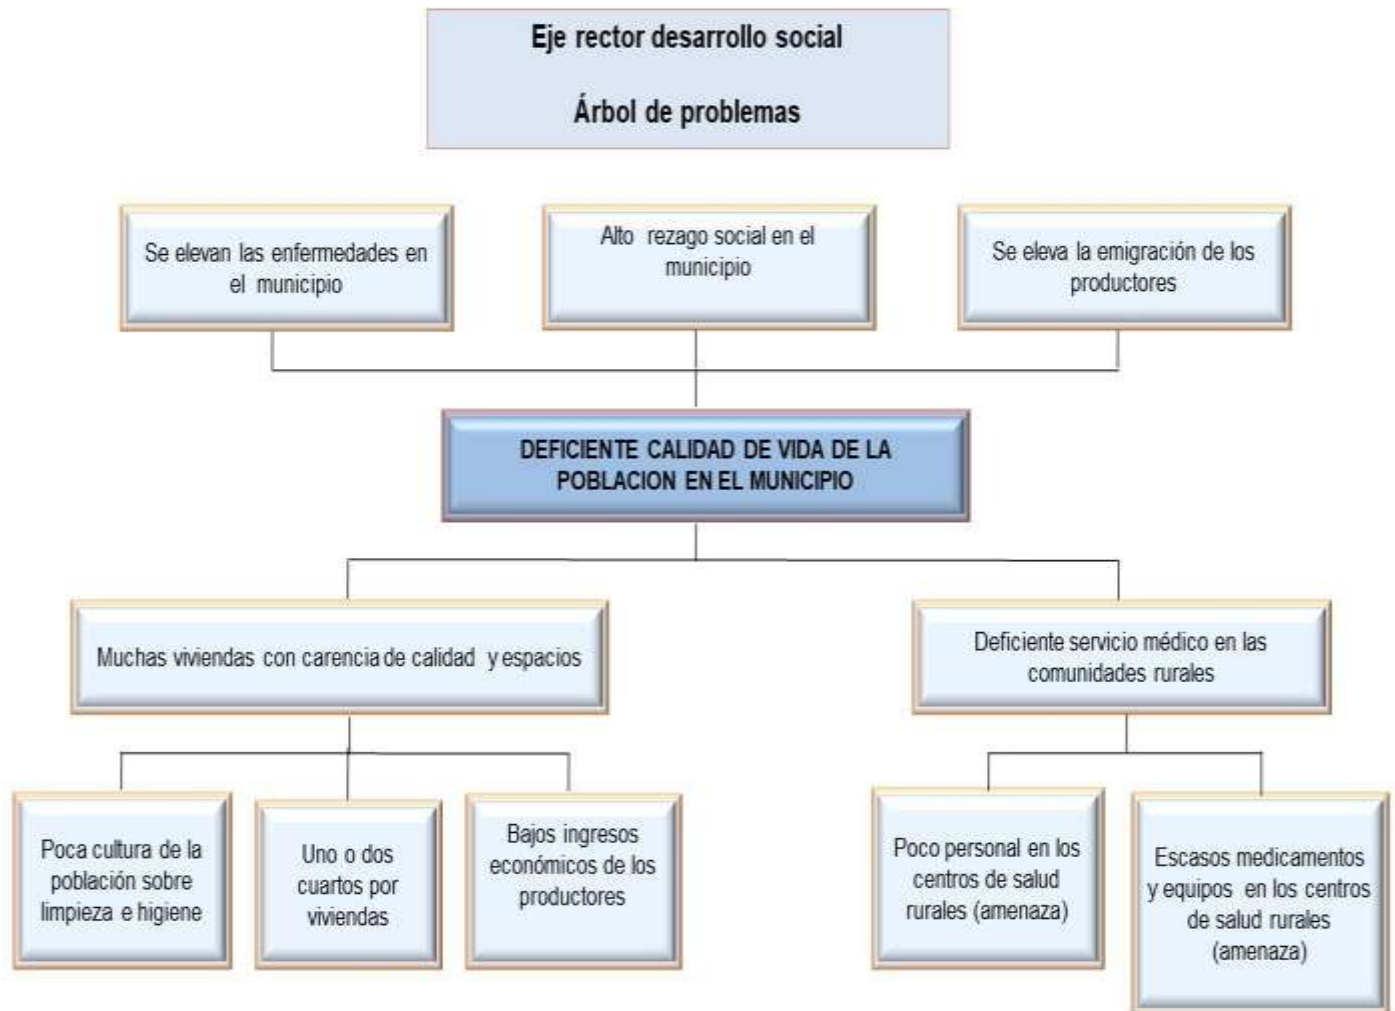 Eje rector desarrollo social
Árbol de problemas
Se elevan las enfermedades en
el municipio
Alto rezago social en el
municipio
Se eleva la emigración de los
productores
DEFICIENTE CALIDAD DE VIDA DE LA
POBLACION EN EL MUNICIPIO
Muchas viviendas con carencia de calidad y espacios
Deficiente servicio médico en las
comunidades rurales
Poca cultura de la
población sobre
limpieza e higiene
Uno o dos
cuartos por
viviendas
Bajos ingresos
económicos de los
productores
Poco personal en los
centros de salud
rurales (amenaza)
Escasos medicamentos
y equipos en los centros
de salud rurales
(amenaza)